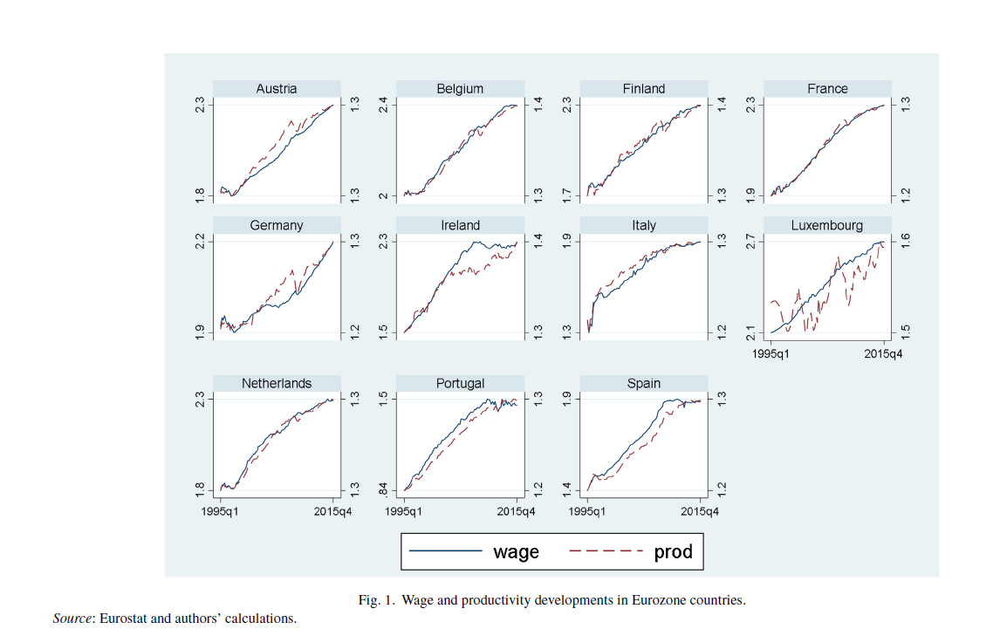 Austria Belgium Finland France
2.3 1.3 2.4 1.4 2.3 1.4 2.3 1.3
1.8 1.3 2 1.3 1.7 1.3 1.9 1.2
Germany Ireland Italy Luxembourg
2.2 1.3 2.3 1.4 1.9 1.3 2.7 1.6
1.9 1.2 1.5 1.3 1.3 1.2 2.1 1.5
1995q1 2015q4
Netherlands Portugal Spain
2.3 1.3 1.5 1.3 1.9 1.3
1.8 1.3 .84 1.2 1.4 1.2
1995q1 2015q4 1995q1 2015q4 1995q1 2015q4
wage prod
Fig. 1. Wage and productivity developments in Eurozone countries.
Source: Eurostat and authors’ calculations.